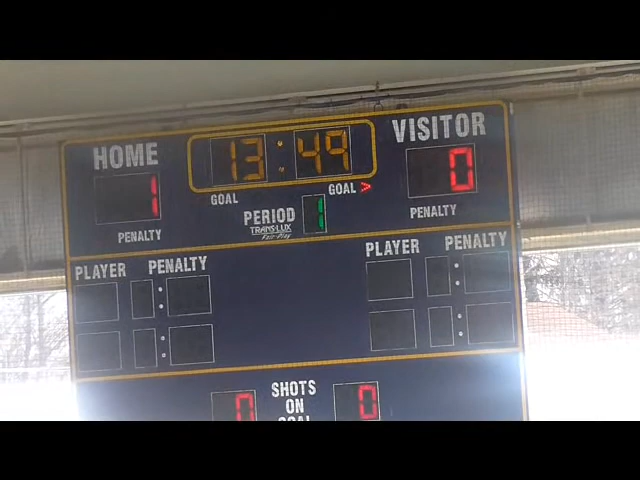 HOME 13:49 VISITOR
1 GOAL GOAL > 0
PENALTY PERIOD 1 PENALTY
TRANS-LUX
Fair-Play
PLAYER PENALTY PLAYER PENALTY
: :
: :
0 SHOTS 0
ON
GOAL